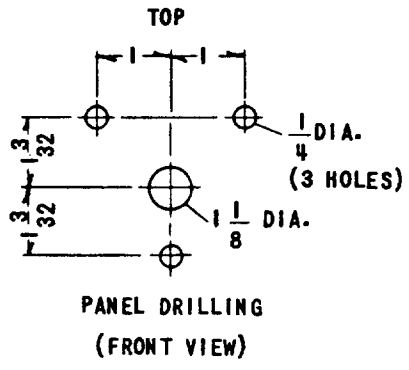 TOP
1 1
1 3/32
1/4 DIA.
(3 HOLES)
1 3/32
1 1/8 DIA.
PANEL DRILLING
(FRONT VIEW)